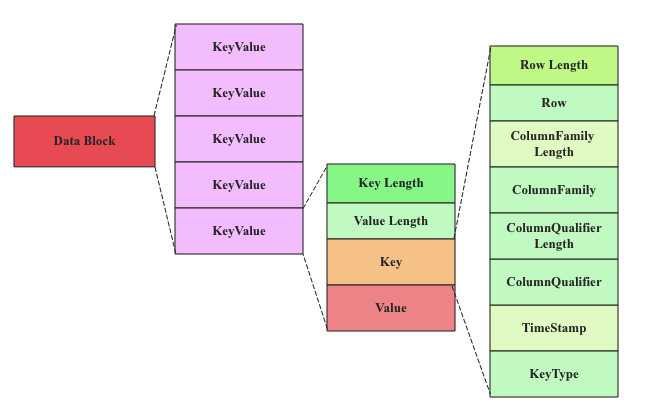 Data Block
KeyValue
KeyValue
KeyValue
KeyValue
KeyValue
Key Length
Value Length
Key
Value
Row Length
Row
ColumnFamily
Length
ColumnFamily
ColumnQualifier
Length
ColumnQualifier
TimeStamp
KeyType